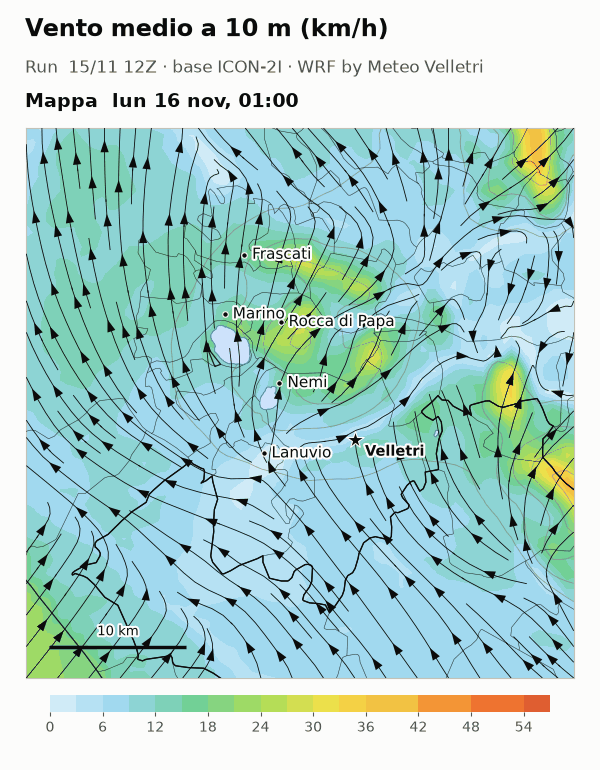 Vento medio a 10 m (km/h)
Run  15/11 12Z · base ICON-2I · WRF by Meteo Velletri
Mappa  lun 16 nov, 01:00
Frascati
Marino
Rocca di Papa
Nemi
Velletri
Lanuvio
10 km
0 6 12 18 24 30 36 42 48 54